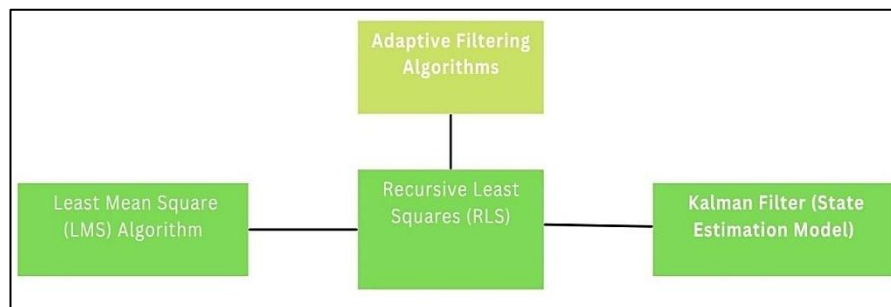 Adaptive Filtering
Algorithms
Least Mean Square
(LMS) Algorithm
Recursive Least
Squares (RLS)
Kalman Filter (State
Estimation Model)